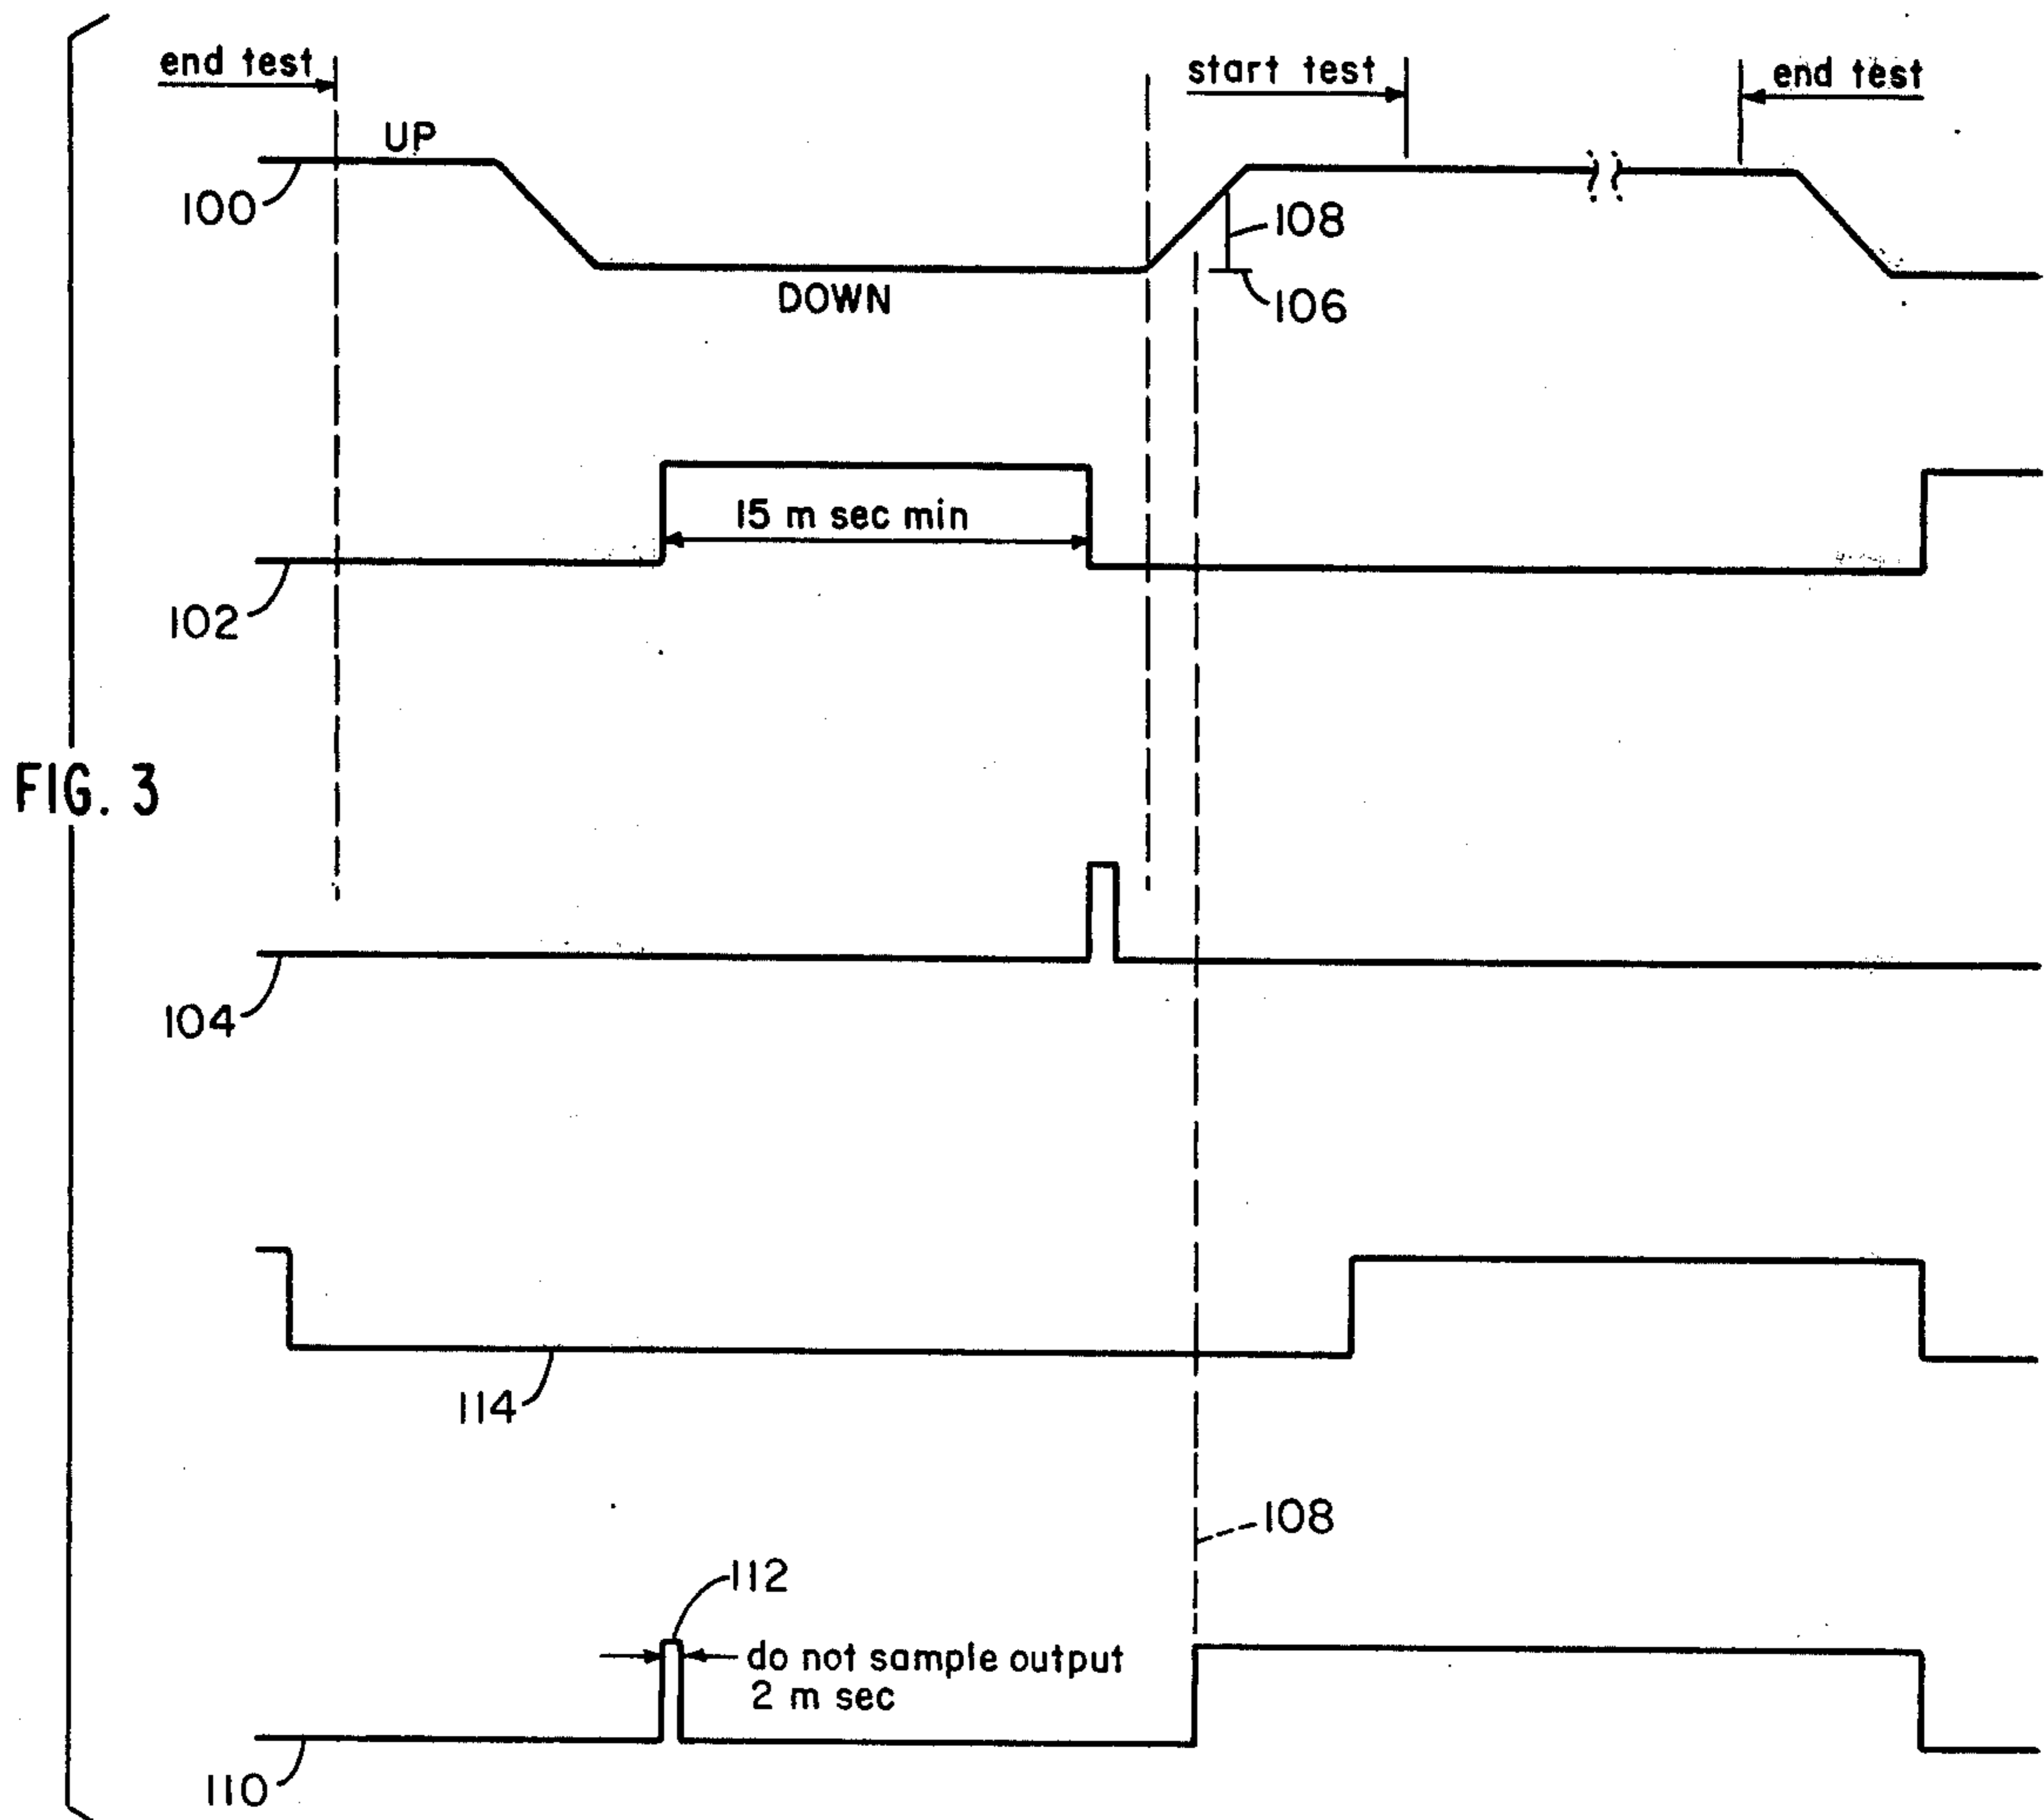 end test
start test
end test
UP
100
108
DOWN
106
15 m sec min
102
FIG. 3
104
114
108
112
do not sample output
2 m sec
110